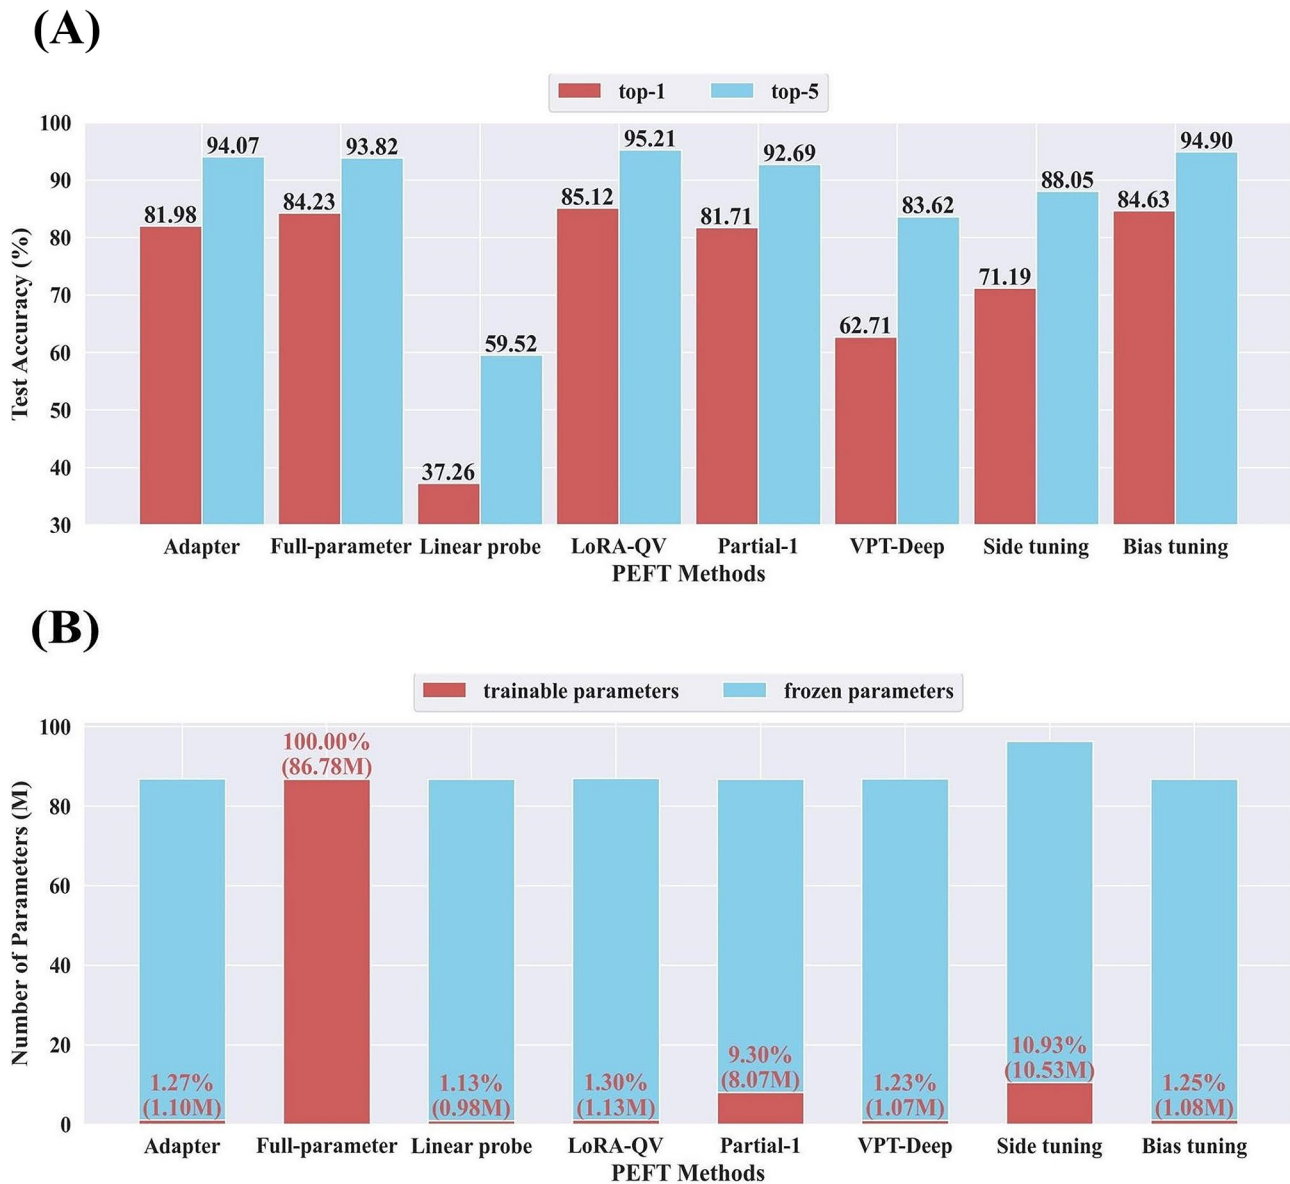 (A)
top-1 top-5
100
90
80
70
60
50
40
30
Test Accuracy (%)
81.98 94.07 84.23 93.82 37.26 59.52 85.12 95.21 81.71 92.69 62.71 83.62 71.19 88.05 84.63 94.90
Adapter Full-parameter Linear probe LoRA-QV Partial-1 VPT-Deep Side tuning Bias tuning
PEFT Methods
(B)
trainable parameters frozen parameters
100
80
60
40
20
0
Number of Parameters (M)
1.27%
(1.10M)
100.00%
(86.78M)
1.13%
(0.98M)
1.30%
(1.13M)
9.30%
(8.07M)
1.23%
(1.07M)
10.93%
(10.53M)
1.25%
(1.08M)
Adapter Full-parameter Linear probe LoRA-QV Partial-1 VPT-Deep Side tuning Bias tuning
PEFT Methods